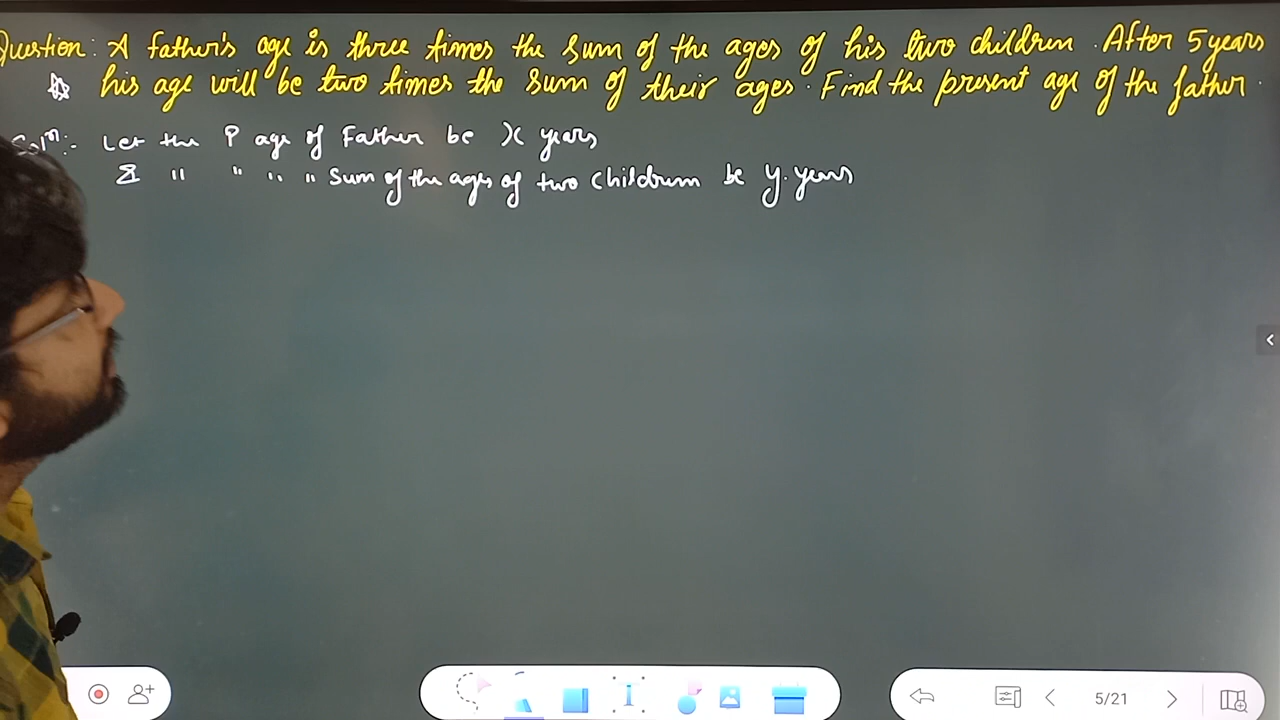 Question: A father's age is three times the sum of the ages of his two children. After 5 years
his age will be two times the sum of their ages. Find the present age of the father.
Solⁿ:- Let the P age of Father be x years
& " " " " Sum of the ages of two childrum be y. years
5/21